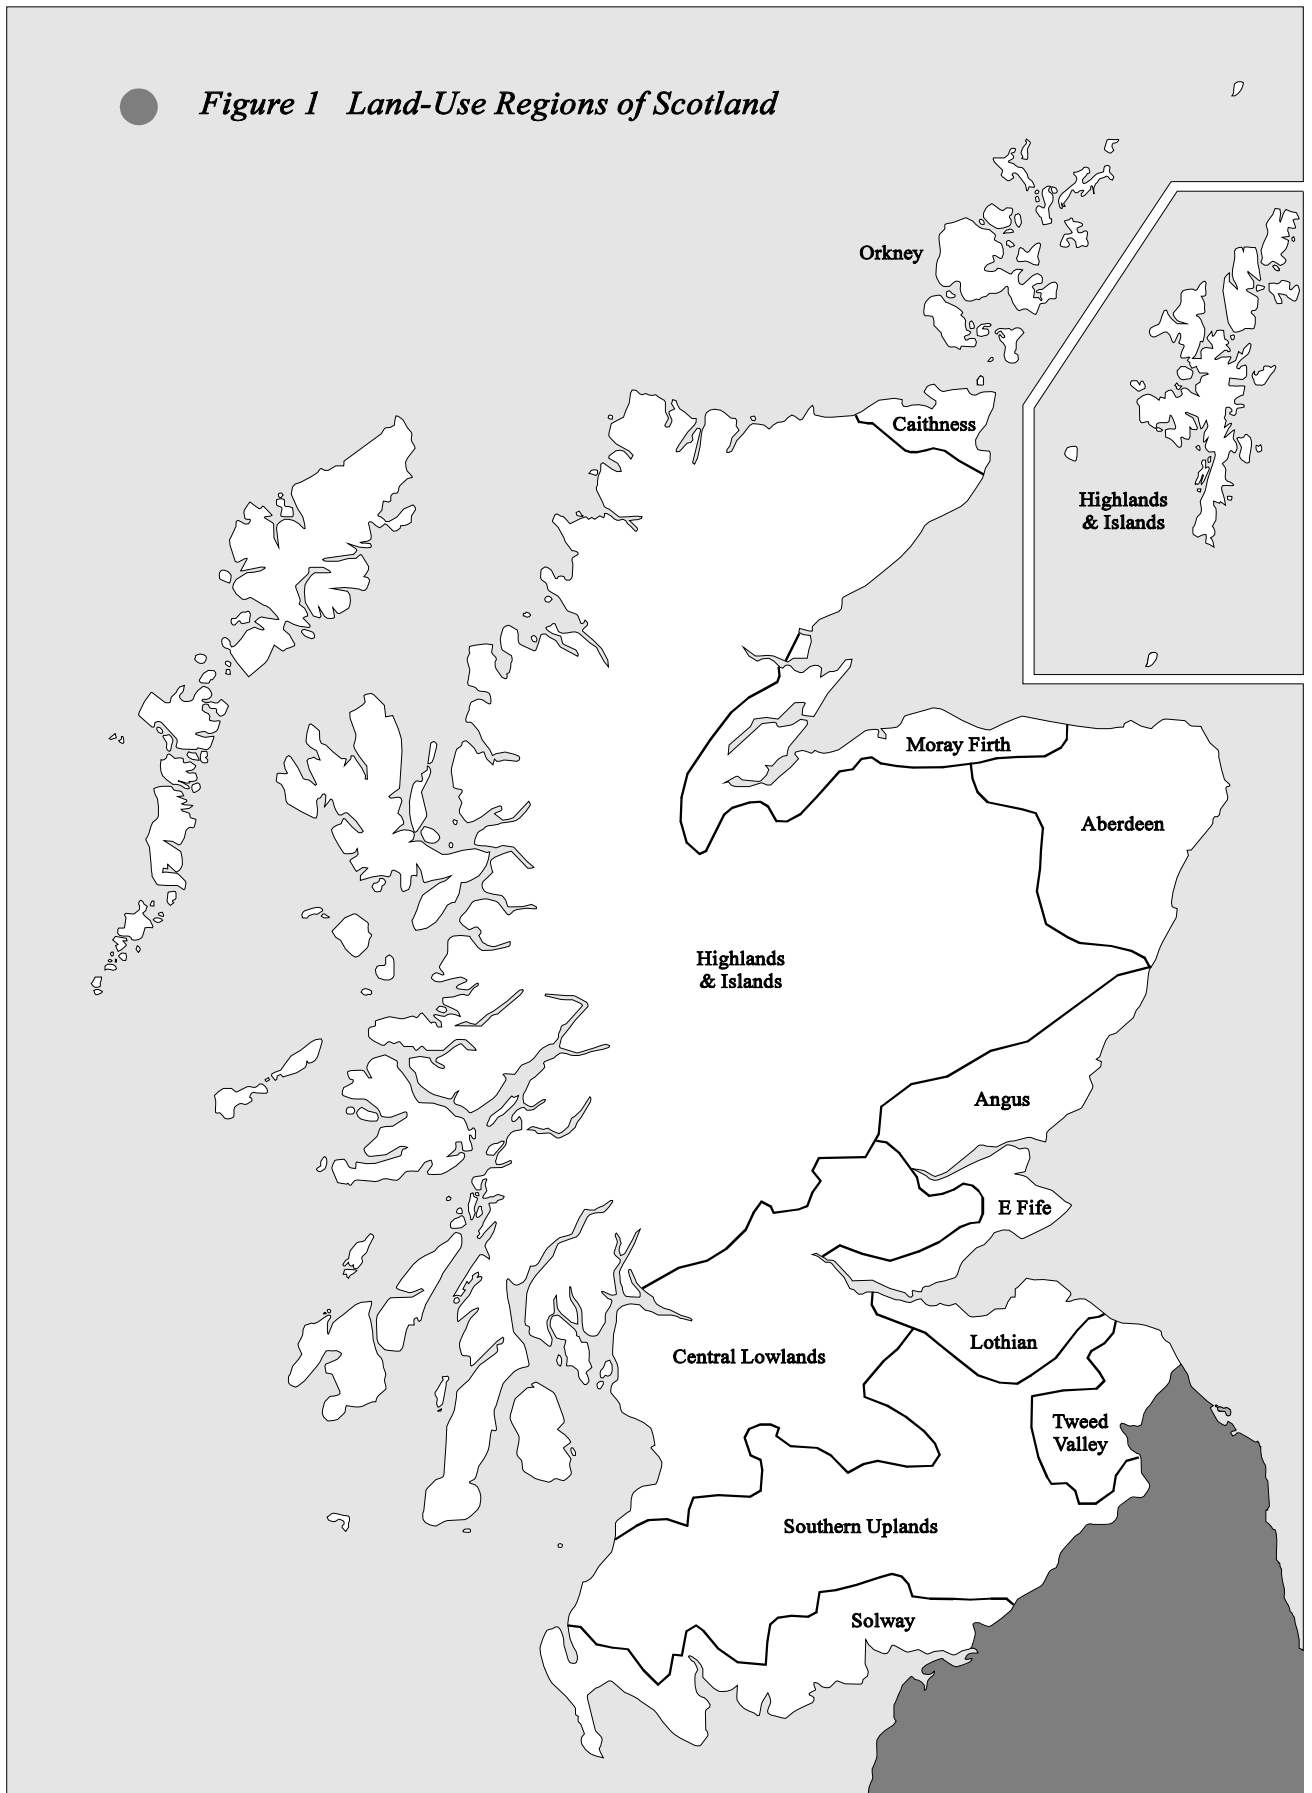 Figure 1 Land-Use Regions of Scotland
Orkney
Caithness
Highlands
& Islands
Moray Firth
Aberdeen
Highlands
& Islands
Angus
E Fife
Lothian
Central Lowlands
Tweed
Valley
Southern Uplands
Solway